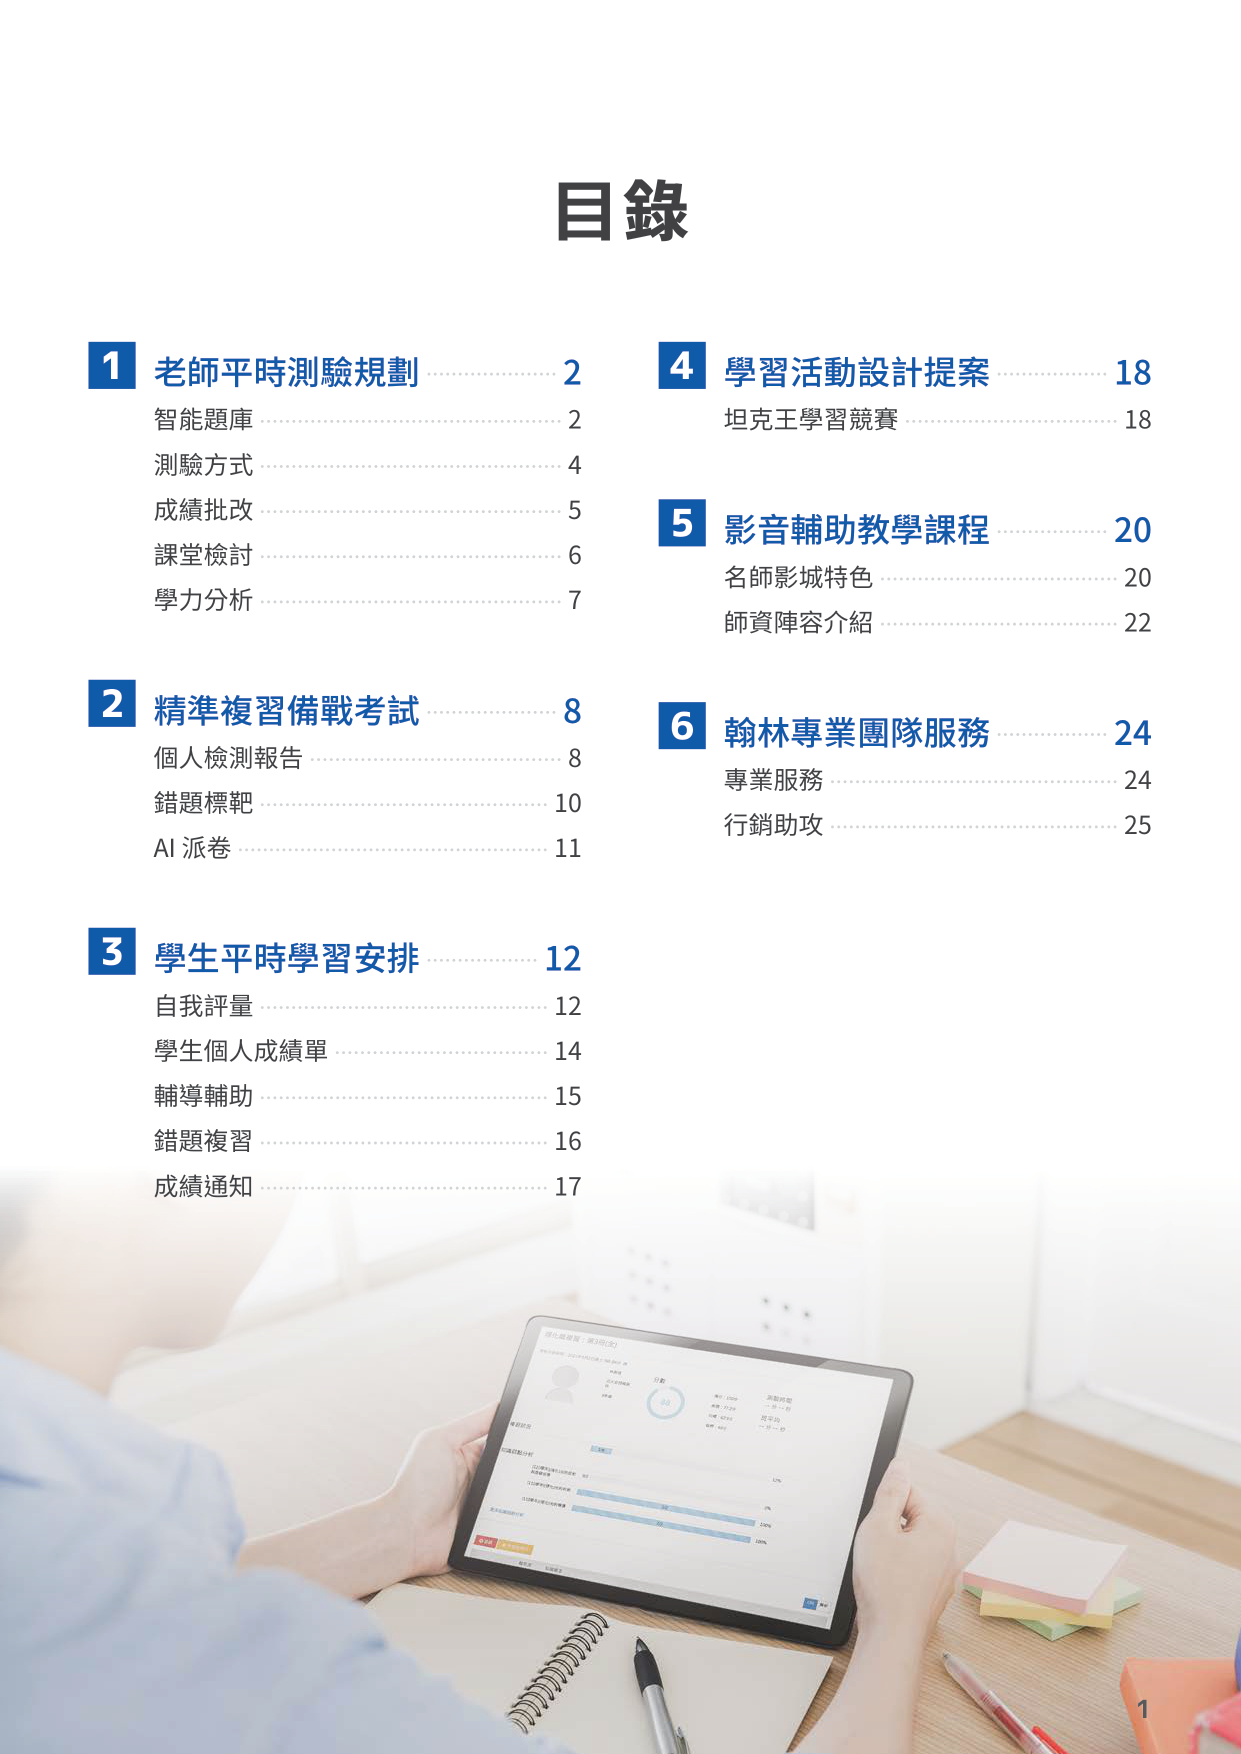 目錄
1 老師平時測驗規劃 2
智能題庫 2
測驗方式 4
成績批改 5
課堂檢討 6
學力分析 7
2 精準複習備戰考試 8
個人檢測報告 8
錯題標靶 10
AI 派卷 11
3 學生平時學習安排 12
自我評量 12
學生個人成績單 14
輔導輔助 15
錯題複習 16
成績通知 17
4 學習活動設計提案 18
坦克王學習競賽 18
5 影音輔助教學課程 20
名師影城特色 20
師資陣容介紹 22
6 翰林專業團隊服務 24
專業服務 24
行銷助攻 25
分數
100%
100%
1